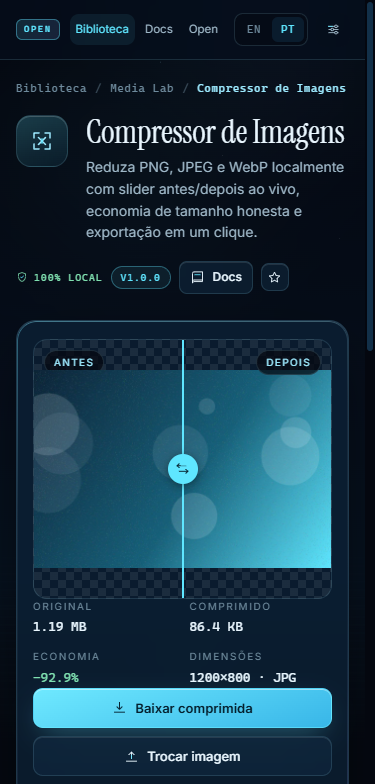 OPEN Biblioteca Docs Open EN PT
Biblioteca / Media Lab / Compressor de Imagens
Compressor de Imagens
Reduza PNG, JPEG e WebP localmente
com slider antes/depois ao vivo,
economia de tamanho honesta e
exportação em um clique.
100% LOCAL V1.0.0 Docs
ANTES DEPOIS
ORIGINAL COMPRIMIDO
1.19 MB 86.4 KB
ECONOMIA DIMENSÕES
−92.9% 1200×800 · JPG
Baixar comprimida
Trocar imagem